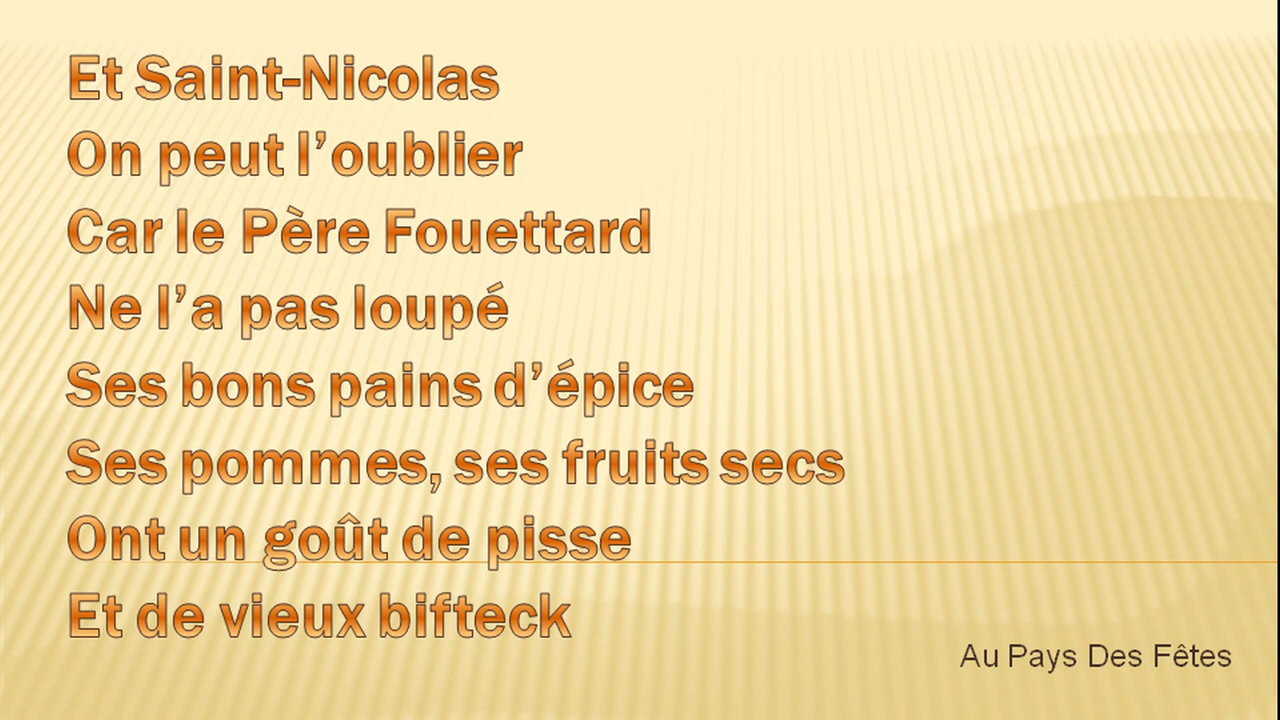 Et Saint-Nicolas
On peut l’oublier
Car le Père Fouettard
Ne l’a pas loupé
Ses bons pains d’épice
Ses pommes, ses fruits secs
Ont un goût de pisse
Et de vieux bifteck
Au Pays Des Fêtes